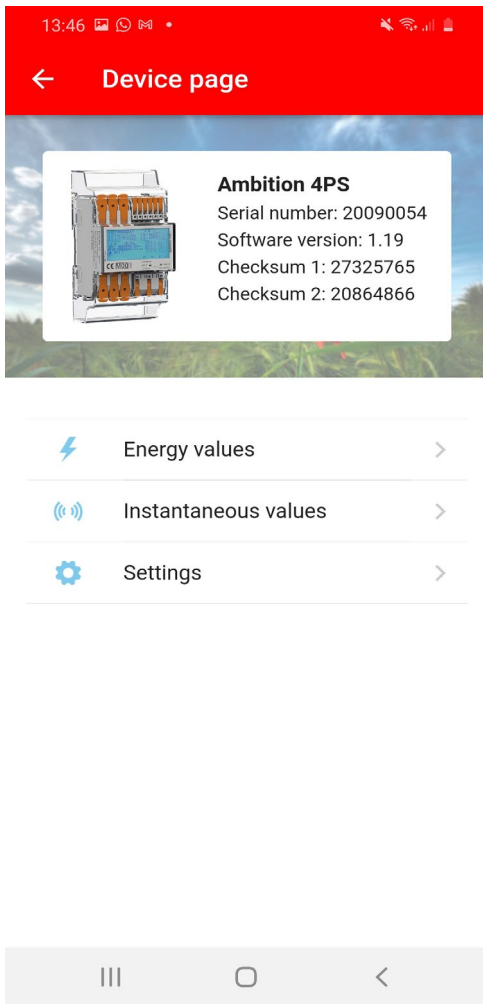 13:46
Device page
Ambition 4PS
Serial number: 20090054
Software version: 1.19
Checksum 1: 27325765
Checksum 2: 20864866
Energy values
Instantaneous values
Settings